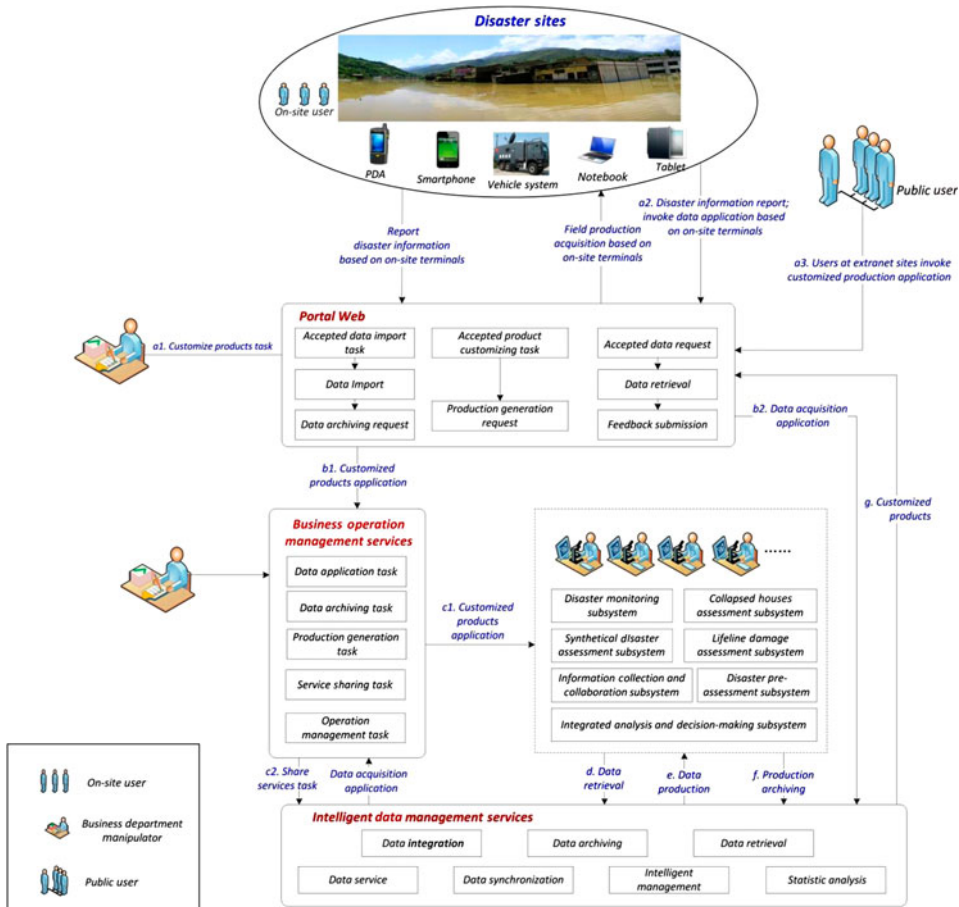 Disaster sites
On-site user
PDA
Smartphone
Vehicle system
Notebook
Tablet
Public user
Report
disaster information
based on on-site terminals
Field production
acquisition based on
on-site terminals
a2. Disaster information report;
invoke data application based
on on-site terminals
a3. Users at extranet sites invoke
customized production application
a1. Customize products task
Portal Web
Accepted data import
task
Data Import
Data archiving request
Accepted product
customizing task
Production generation
request
Accepted data request
Data retrieval
Feedback submission
b1. Customized
products application
b2. Data acquisition
application
g. Customized
products
Business operation
management services
Data application task
Data archiving task
Production generation
task
Service sharing task
Operation
management task
c1. Customized
products
application
......
Disaster monitoring
subsystem
Collapsed houses
assessment subsystem
Synthetical disaster
assessment subsystem
Lifeline damage
assessment subsystem
Information collection and
collaboration subsystem
Disaster pre-
assessment subsystem
Integrated analysis and decision-making subsystem
c2. Share
services task
Data acquisition
application
d. Data
retrieval
e. Data
production
f. Production
archiving
Intelligent data management services
Data integration
Data archiving
Data retrieval
Data service
Data synchronization
Intelligent
management
Statistic analysis
On-site user
Business department
manipulator
Public user